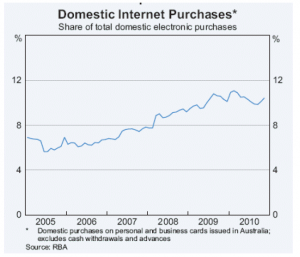 Domestic Internet Purchases*
Share of total domestic electronic purchases
% %
12 12
8 8
4 4
0 0
2005 2006 2007 2008 2009 2010
* Domestic purchases on personal and business cards issued in Australia;
excludes cash withdrawals and advances
Source: RBA